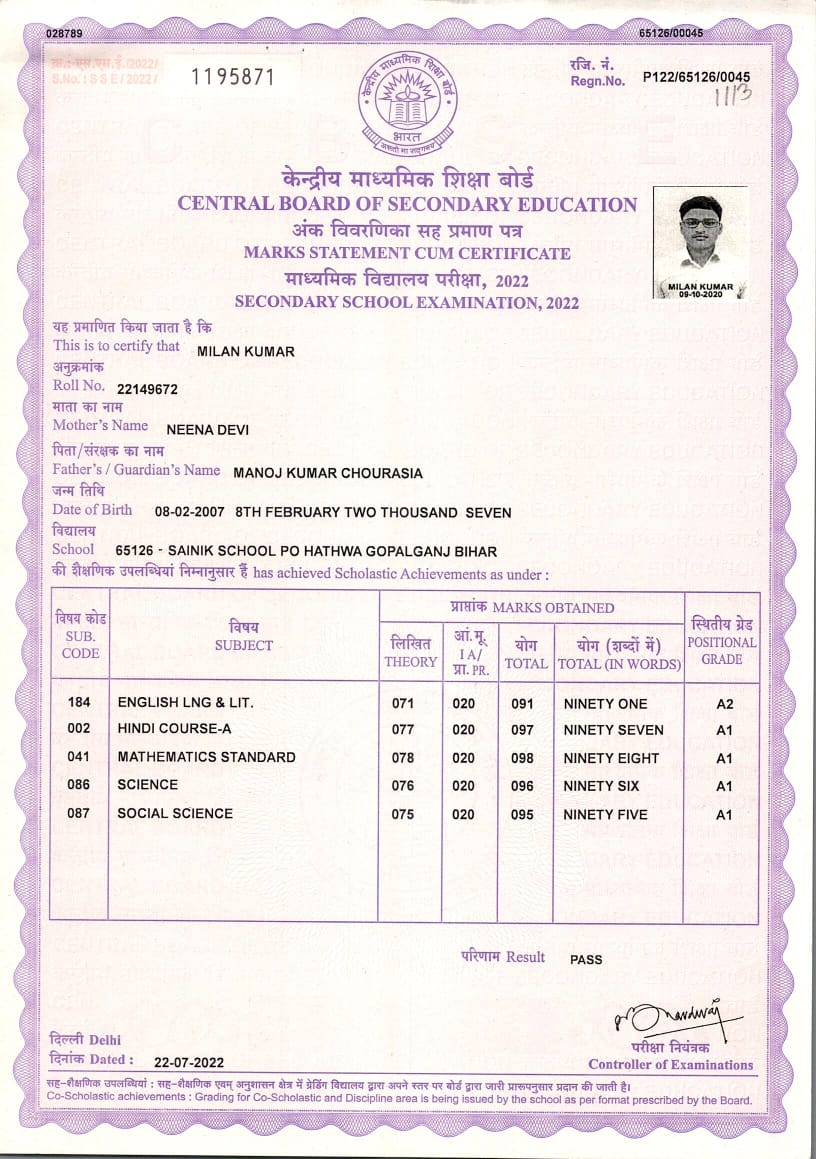 028789
65126/00045
क्र.:एस.एस.ई./2022/
S.No. : S S E / 2022 /
1195871
रजि. नं.
Regn.No. P122/65126/0045
1113
केन्द्रीय माध्यमिक शिक्षा बोर्ड
भारत
असतो मा सद्गमय
केन्द्रीय माध्यमिक शिक्षा बोर्ड
CENTRAL BOARD OF SECONDARY EDUCATION
अंक विवरणिका सह प्रमाण पत्र
MARKS STATEMENT CUM CERTIFICATE
माध्यमिक विद्यालय परीक्षा, 2022
SECONDARY SCHOOL EXAMINATION, 2022
MILAN KUMAR
09-10-2020
यह प्रमाणित किया जाता है कि
This is to certify that MILAN KUMAR
अनुक्रमांक
Roll No. 22149672
माता का नाम
Mother's Name NEENA DEVI
पिता/संरक्षक का नाम
Father's / Guardian's Name MANOJ KUMAR CHOURASIA
जन्म तिथि
Date of Birth 08-02-2007 8TH FEBRUARY TWO THOUSAND SEVEN
विद्यालय
School 65126 - SAINIK SCHOOL PO HATHWA GOPALGANJ BIHAR
की शैक्षणिक उपलब्धियां निम्नानुसार हैं has achieved Scholastic Achievements as under :
विषय कोड
SUB.
CODE
विषय
SUBJECT
प्राप्तांक MARKS OBTAINED
लिखित
THEORY
आं.मू.
I A/
प्रा. PR.
योग
TOTAL
योग (शब्दों में)
TOTAL (IN WORDS)
स्थितीय ग्रेड
POSITIONAL
GRADE
184 ENGLISH LNG & LIT. 071 020 091 NINETY ONE A2
002 HINDI COURSE-A 077 020 097 NINETY SEVEN A1
041 MATHEMATICS STANDARD 078 020 098 NINETY EIGHT A1
086 SCIENCE 076 020 096 NINETY SIX A1
087 SOCIAL SCIENCE 075 020 095 NINETY FIVE A1
परिणाम Result PASS
दिल्ली Delhi
दिनांक Dated : 22-07-2022
परीक्षा नियंत्रक
Controller of Examinations
सह-शैक्षणिक उपलब्धियां : सह-शैक्षणिक एवम् अनुशासन क्षेत्र में ग्रेडिंग विद्यालय द्वारा अपने स्तर पर बोर्ड द्वारा जारी प्रारूपनुसार प्रदान की जाती है।
Co-Scholastic achievements : Grading for Co-Scholastic and Discipline area is being issued by the school as per format prescribed by the Board.